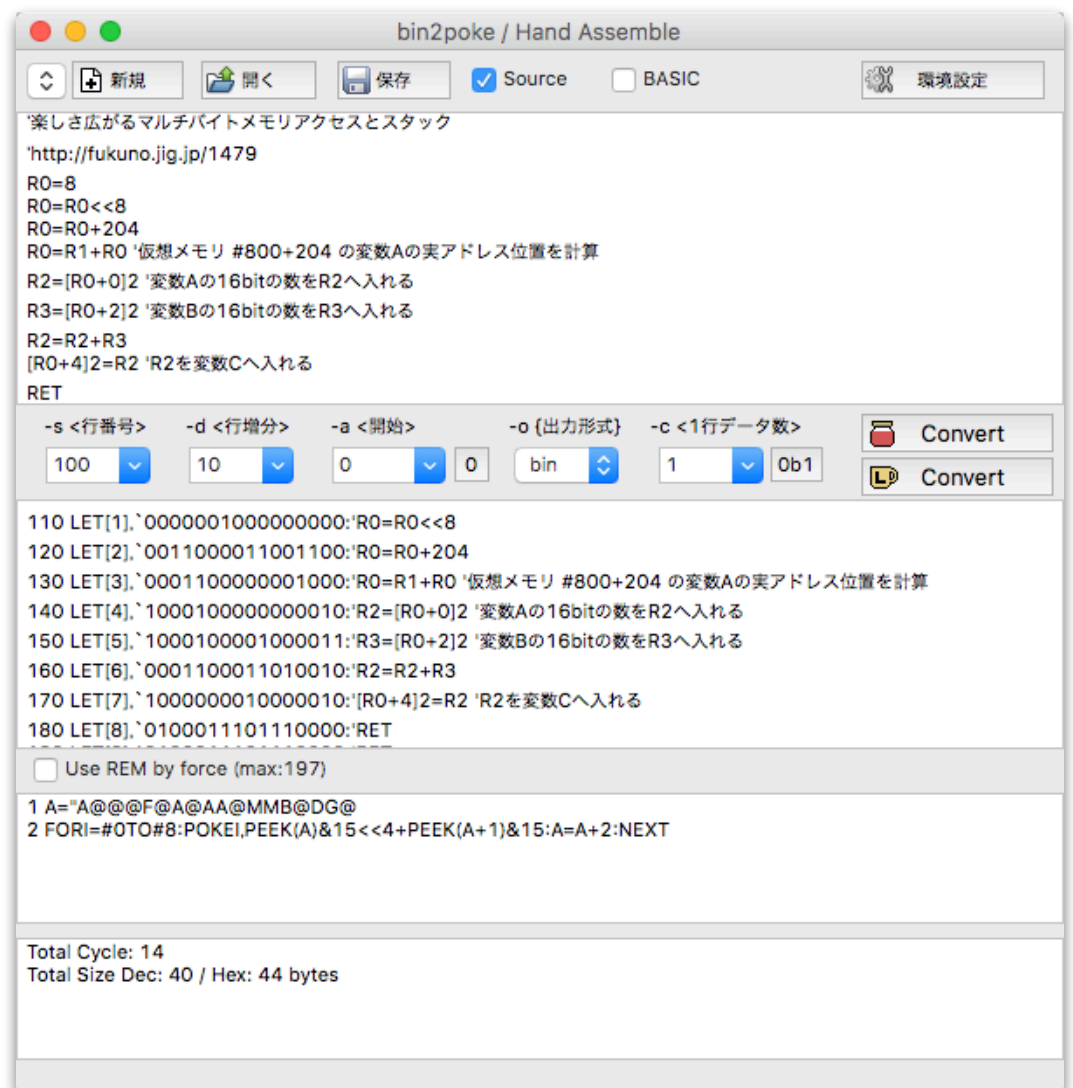 bin2poke / Hand Assemble
新規 開く 保存 Source BASIC 環境設定
'楽しさ広がるマルチバイトメモリアクセスとスタック
'http://fukuno.jig.jp/1479
R0=8
R0=R0<<8
R0=R0+204
R0=R1+R0 '仮想メモリ #800+204 の変数Aの実アドレス位置を計算
R2=[R0+0]2 '変数Aの16bitの数をR2へ入れる
R3=[R0+2]2 '変数Bの16bitの数をR3へ入れる
R2=R2+R3
[R0+4]2=R2 'R2を変数Cへ入れる
RET
-s <行番号> -d <行増分> -a <開始> -o {出力形式} -c <1行データ数> Convert
100 10 0 0 bin 1 0b1 Convert
110 LET[1],`0000001000000000:'R0=R0<<8
120 LET[2],`0011000011001100:'R0=R0+204
130 LET[3],`0001100000001000:'R0=R1+R0 '仮想メモリ #800+204 の変数Aの実アドレス位置を計算
140 LET[4],`1000100000000010:'R2=[R0+0]2 '変数Aの16bitの数をR2へ入れる
150 LET[5],`1000100001000011:'R3=[R0+2]2 '変数Bの16bitの数をR3へ入れる
160 LET[6],`0001100011010010:'R2=R2+R3
170 LET[7],`1000000010000010:'[R0+4]2=R2 'R2を変数Cへ入れる
180 LET[8],`0100011101110000:'RET
Use REM by force (max:197)
1 A="A@@@F@A@AA@MMB@DG@
2 FORI=#0TO#8:POKEI,PEEK(A)&15<<4+PEEK(A+1)&15:A=A+2:NEXT
Total Cycle: 14
Total Size Dec: 40 / Hex: 44 bytes